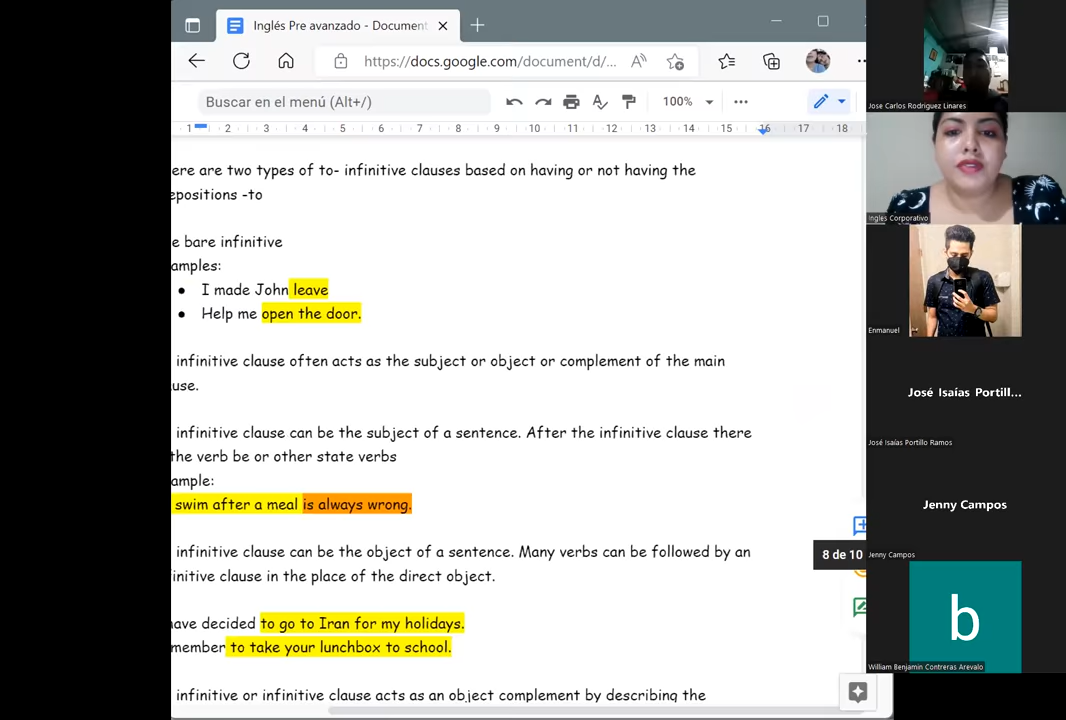 Inglés Pre avanzado - Document
https://docs.google.com/document/d/...
Buscar en el menú (Alt+/)
100%
1 2 3 4 5 6 7 8 9 10 11 12 13 14 15 16 17 18
ere are two types of to- infinitive clauses based on having or not having the
epositions -to
e bare infinitive
amples:
I made John leave
Help me open the door.
infinitive clause often acts as the subject or object or complement of the main
use.
infinitive clause can be the subject of a sentence. After the infinitive clause there
the verb be or other state verbs
ample:
swim after a meal is always wrong.
infinitive clause can be the object of a sentence. Many verbs can be followed by an
finitive clause in the place of the direct object.
have decided to go to Iran for my holidays.
member to take your lunchbox to school.
infinitive or infinitive clause acts as an object complement by describing the
8 de 10
Jose Carlos Rodriguez Linares
Inglés Corporativo
Enmanuel
José Isaías Portill...
José Isaías Portillo Ramos
Jenny Campos
Jenny Campos
b
William Benjamin Contreras Arevalo